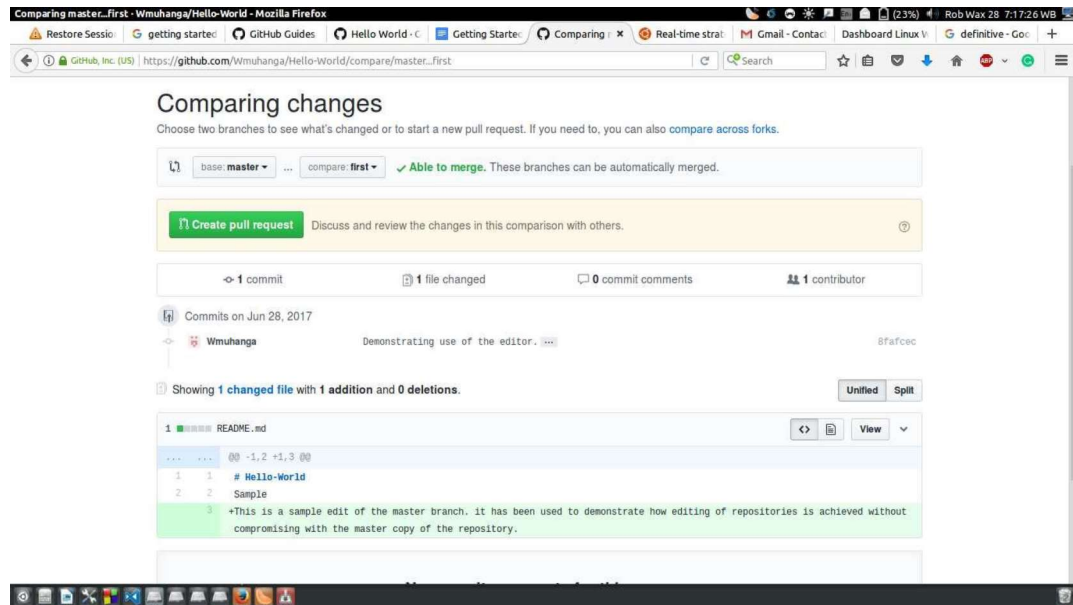 Comparing master...first · Wmuhanga/Hello-World - Mozilla Firefox
(23%) Rob Wax 28 7:17:26 WB
Restore Sessio getting started GitHub Guides Hello World · G Getting Starte Comparing Real-time strat Gmail - Contact Dashboard Linux definitive - Goo
GitHub, Inc. (US) https://github.com/Wmuhanga/Hello-World/compare/master...first Search
Comparing changes
Choose two branches to see what's changed or to start a new pull request. If you need to, you can also compare across forks.
base: master ... compare: first ✓ Able to merge. These branches can be automatically merged.
Create pull request Discuss and review the changes in this comparison with others.
1 commit 1 file changed 0 commit comments 1 contributor
Commits on Jun 28, 2017
Wmuhanga Demonstrating use of the editor. ... 8fafcec
Showing 1 changed file with 1 addition and 0 deletions. Unified Split
1 README.md <> View
... ... @@ -1,2 +1,3 @@
1 1 # Hello-World
2 2 Sample
3 +This is a sample edit of the master branch. it has been used to demonstrate how editing of repositories is achieved without
compromising with the master copy of the repository.